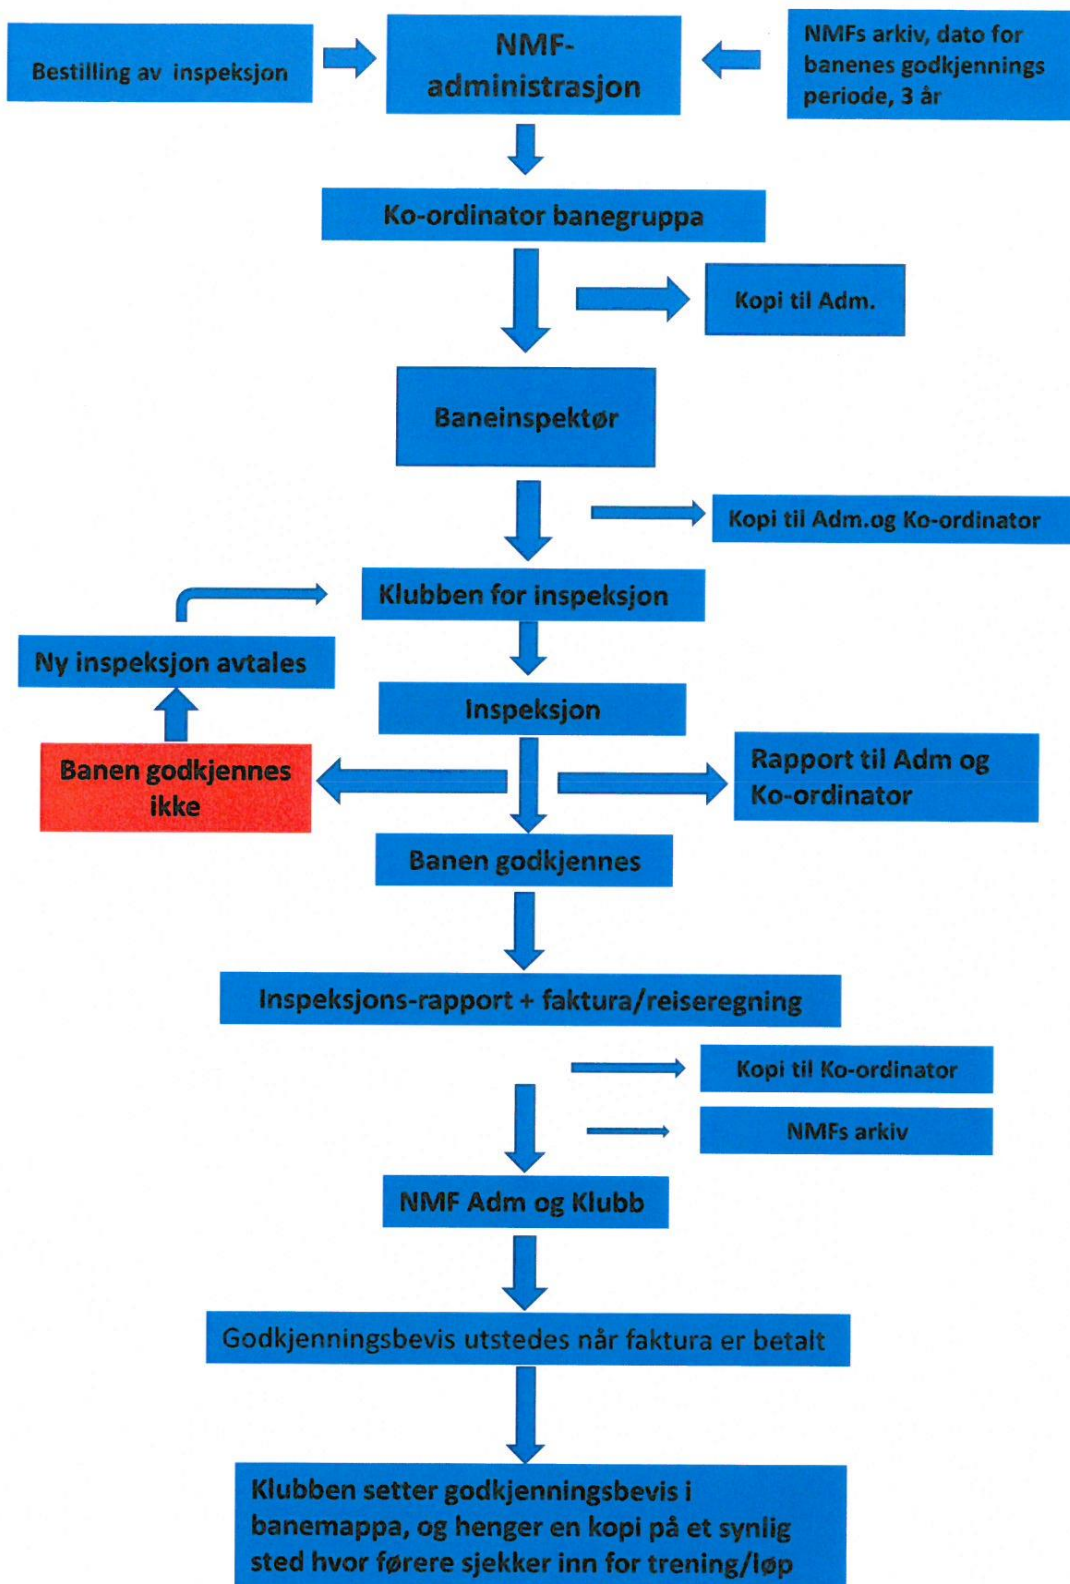 Bestilling av inspeksjon
NMF-
administrasjon
NMFs arkiv, dato for
banenes godkjennings
periode, 3 år
Ko-ordinator banegruppa
Kopi til Adm.
Baneinspektør
Kopi til Adm.og Ko-ordinator
Klubben for inspeksjon
Ny inspeksjon avtales
Inspeksjon
Banen godkjennes
ikke
Rapport til Adm og
Ko-ordinator
Banen godkjennes
Inspeksjons-rapport + faktura/reiseregning
Kopi til Ko-ordinator
NMFs arkiv
NMF Adm og Klubb
Godkjenningsbevis utstedes når faktura er betalt
Klubben setter godkjenningsbevis i
banemappa, og henger en kopi på et synlig
sted hvor førere sjekker inn for trening/løp